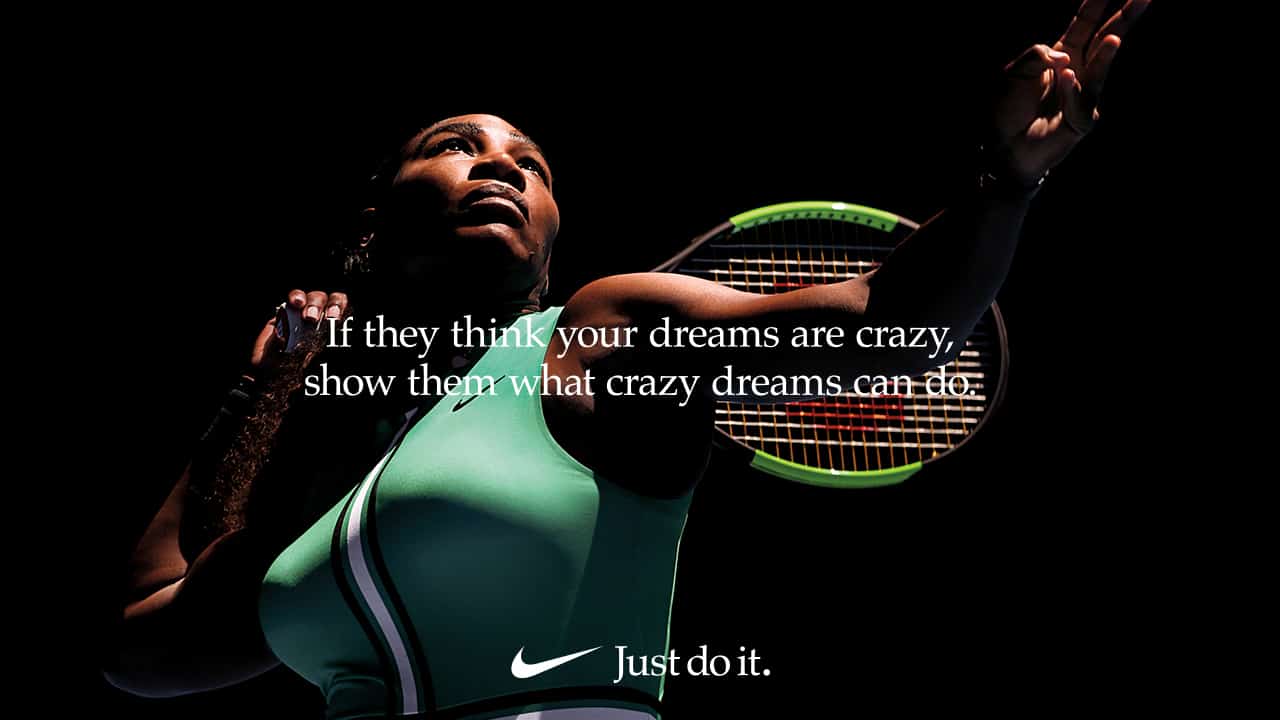 If they think your dreams are crazy,
show them what crazy dreams can do.
Just do it.